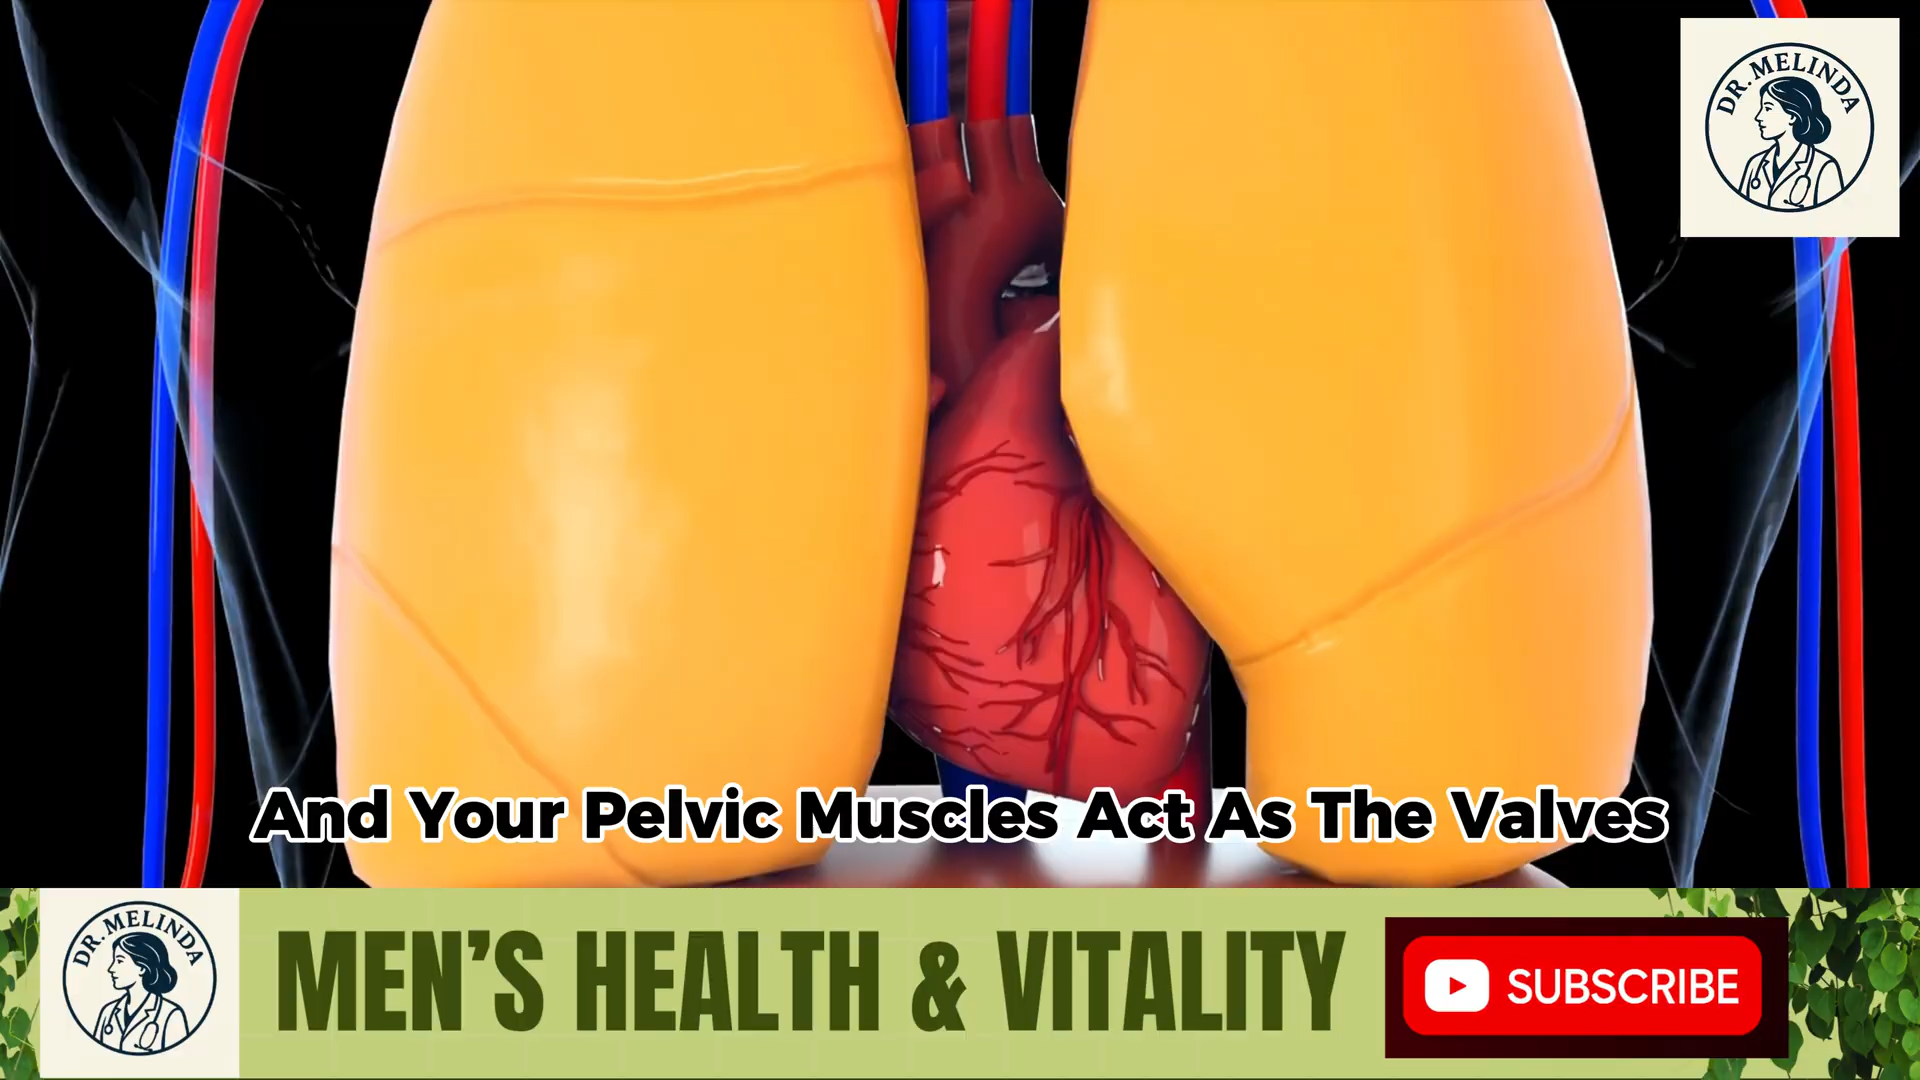 DR. MELINDA
And Your Pelvic Muscles Act As The Valves
DR. MELINDA
MEN'S HEALTH & VITALITY
SUBSCRIBE